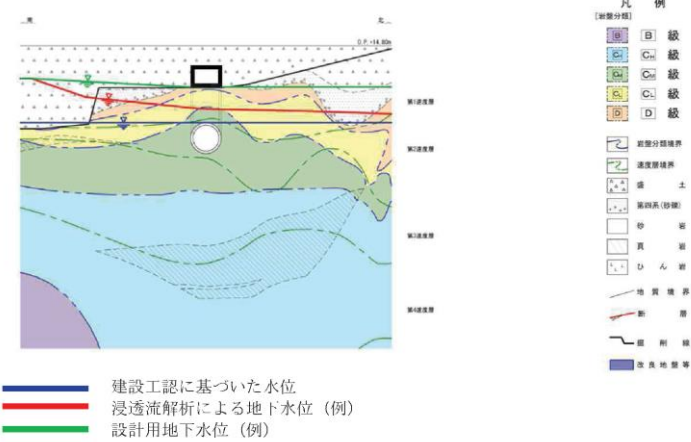 南
北
O.P.+14.80m
第1速度層
第2速度層
第3速度層
第4速度層
凡 例
[岩盤分類]
B B 級
CH CH 級
CM CM 級
CL CL 級
D D 級
岩盤分類境界
速度層境界
盛 土
第四系(砂礫)
砂 岩
頁 岩
ひ ん 岩
地 質 境 界
断 層
掘 削 線
改 良 地 盤 等
建設工認に基づいた水位
浸透流解析による地下水位(例)
設計用地下水位(例)